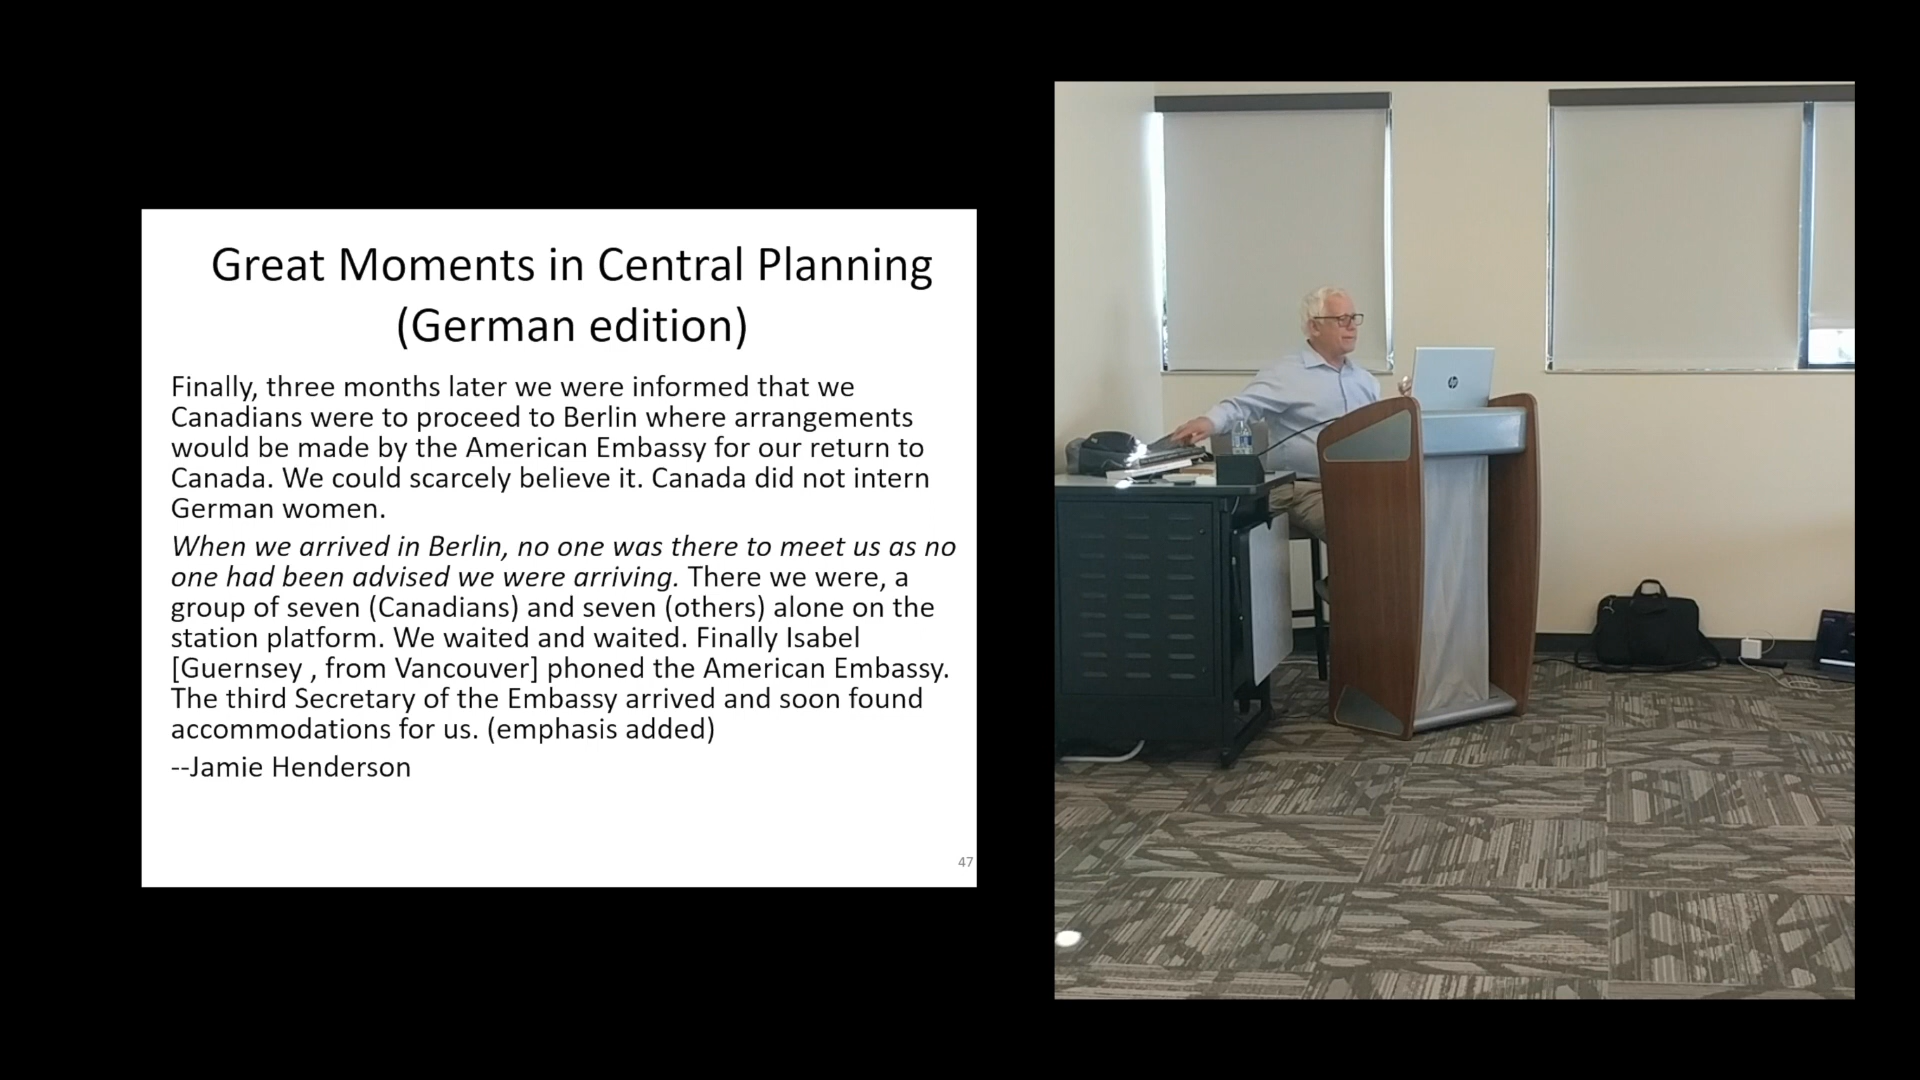 Great Moments in Central Planning
(German edition)
Finally, three months later we were informed that we
Canadians were to proceed to Berlin where arrangements
would be made by the American Embassy for our return to
Canada. We could scarcely believe it. Canada did not intern
German women.
When we arrived in Berlin, no one was there to meet us as no
one had been advised we were arriving. There we were, a
group of seven (Canadians) and seven (others) alone on the
station platform. We waited and waited. Finally Isabel
[Guernsey , from Vancouver] phoned the American Embassy.
The third Secretary of the Embassy arrived and soon found
accommodations for us. (emphasis added)
--Jamie Henderson
47
hp